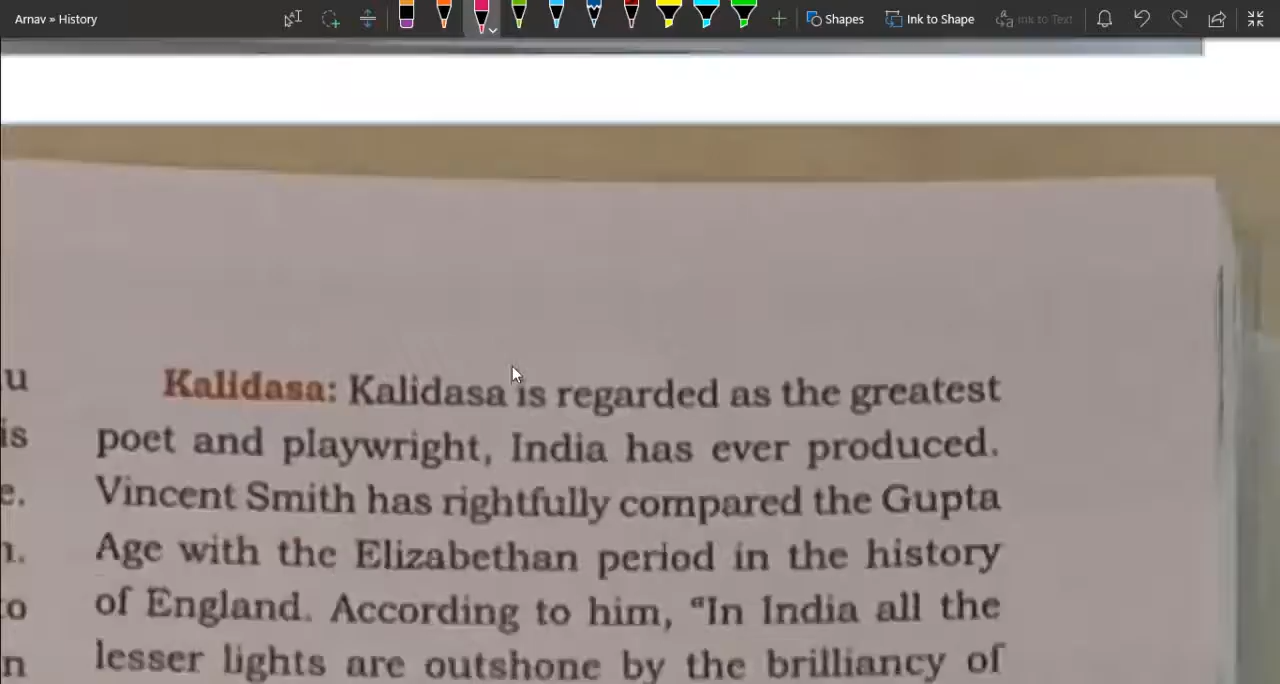 Arnav » History
Shapes
Ink to Shape
Ink to Text
Kalidasa: Kalidasa is regarded as the greatest
poet and playwright, India has ever produced.
Vincent Smith has rightfully compared the Gupta
Age with the Elizabethan period in the history
of England. According to him, “In India all the
lesser lights are outshone by the brilliancy of
u
is
e.
n.
to
n